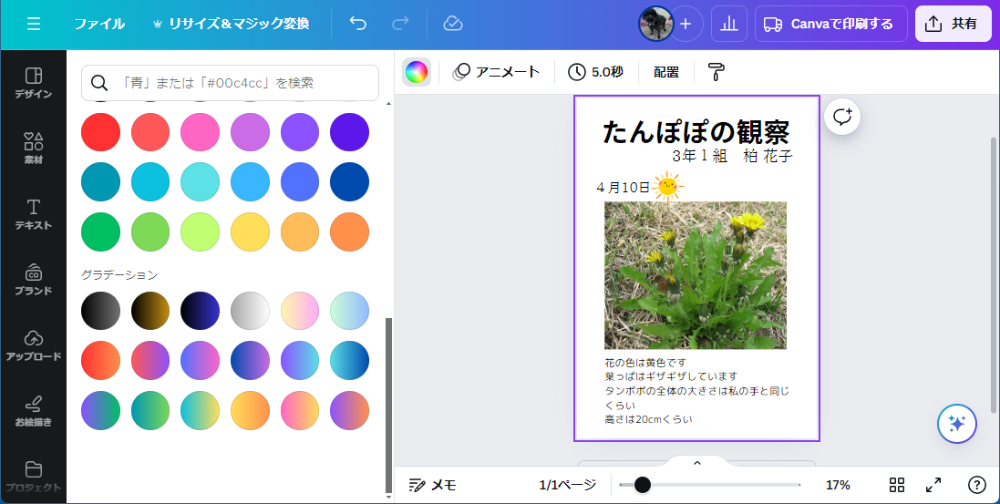 ファイル
リサイズ＆マジック変換
Canvaで印刷する
共有
デザイン
素材
テキスト
ブランド
アップロード
お絵描き
プロジェクト
「青」または「#00c4cc」を検索
グラデーション
アニメート
5.0秒
配置
たんぽぽの観察
3年１組　柏 花子
４月10日
花の色は黄色です
葉っぱはギザギザしています
タンポポの全体の大きさは私の手と同じ
くらい
高さは20cmくらい
メモ
1/1ページ
17%